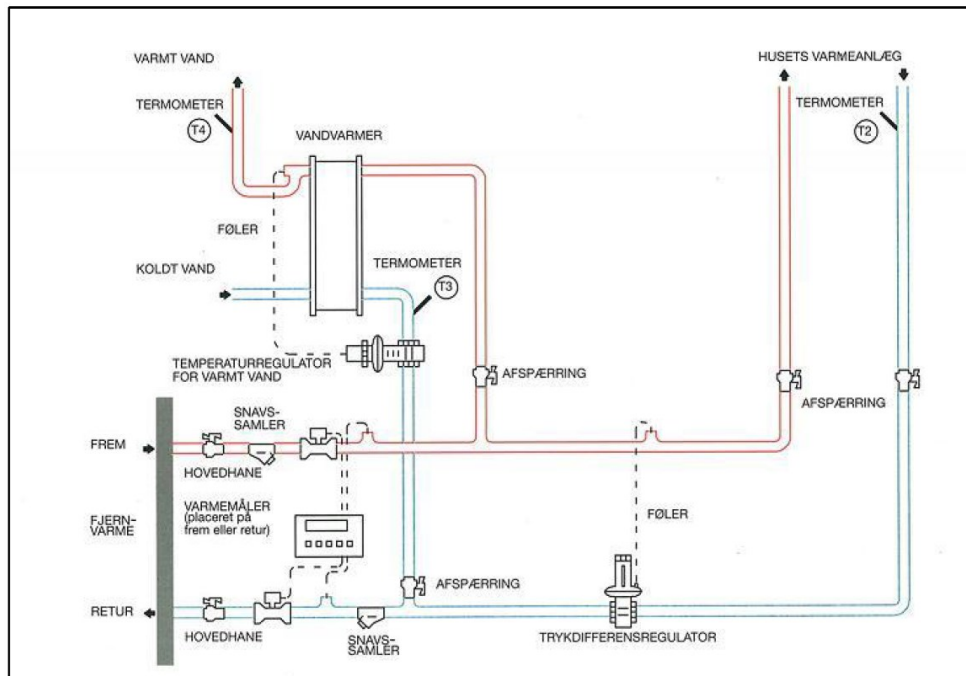 VARMT VAND
HUSETS VARMEANLÆG
TERMOMETER
T4
TERMOMETER
T2
VANDVARMER
FØLER
KOLDT VAND
TERMOMETER
T3
TEMPERATURREGULATOR
FOR VARMT VAND
AFSPÆRRING
AFSPÆRRING
SNAVS-
SAMLER
FREM
HOVEDHANE
FJERN-
VARME
VARMEMÅLER
(placeret på
frem eller retur)
FØLER
AFSPÆRRING
RETUR
HOVEDHANE
SNAVS-
SAMLER
TRYKDIFFERENSREGULATOR